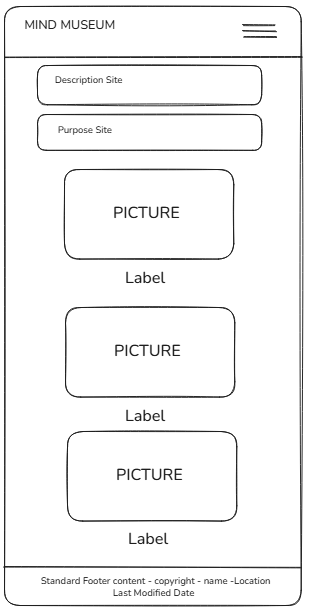 MIND MUSEUM
Description Site
Purpose Site
PICTURE
Label
PICTURE
Label
PICTURE
Label
Standard Footer content - copyright - name -Location
Last Modified Date